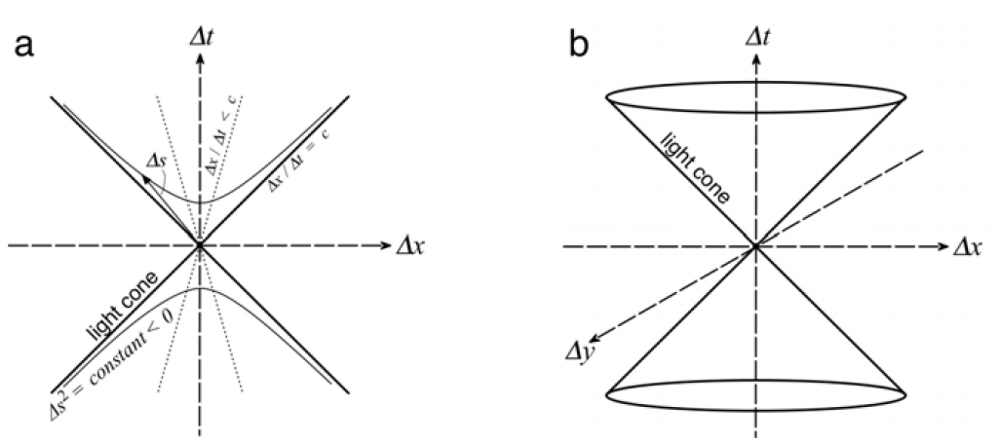 a
Δt
Δx / Δt < c
Δx / Δt = c
Δs
Δx
light cone
Δs² = constant < 0
b
Δt
light cone
Δx
Δy